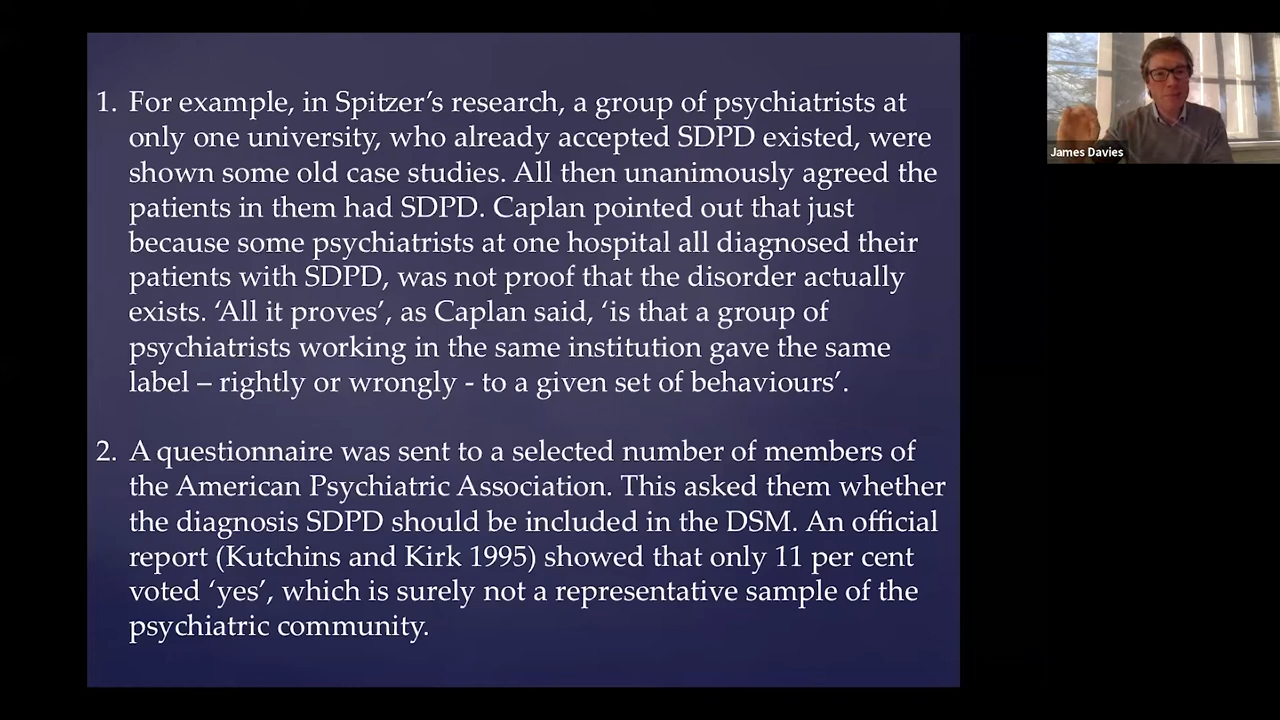 1. For example, in Spitzer’s research, a group of psychiatrists at
only one university, who already accepted SDPD existed, were
shown some old case studies. All then unanimously agreed the
patients in them had SDPD. Caplan pointed out that just
because some psychiatrists at one hospital all diagnosed their
patients with SDPD, was not proof that the disorder actually
exists. ‘All it proves’, as Caplan said, ‘is that a group of
psychiatrists working in the same institution gave the same
label – rightly or wrongly - to a given set of behaviours’.
2. A questionnaire was sent to a selected number of members of
the American Psychiatric Association. This asked them whether
the diagnosis SDPD should be included in the DSM. An official
report (Kutchins and Kirk 1995) showed that only 11 per cent
voted ‘yes’, which is surely not a representative sample of the
psychiatric community.
James Davies